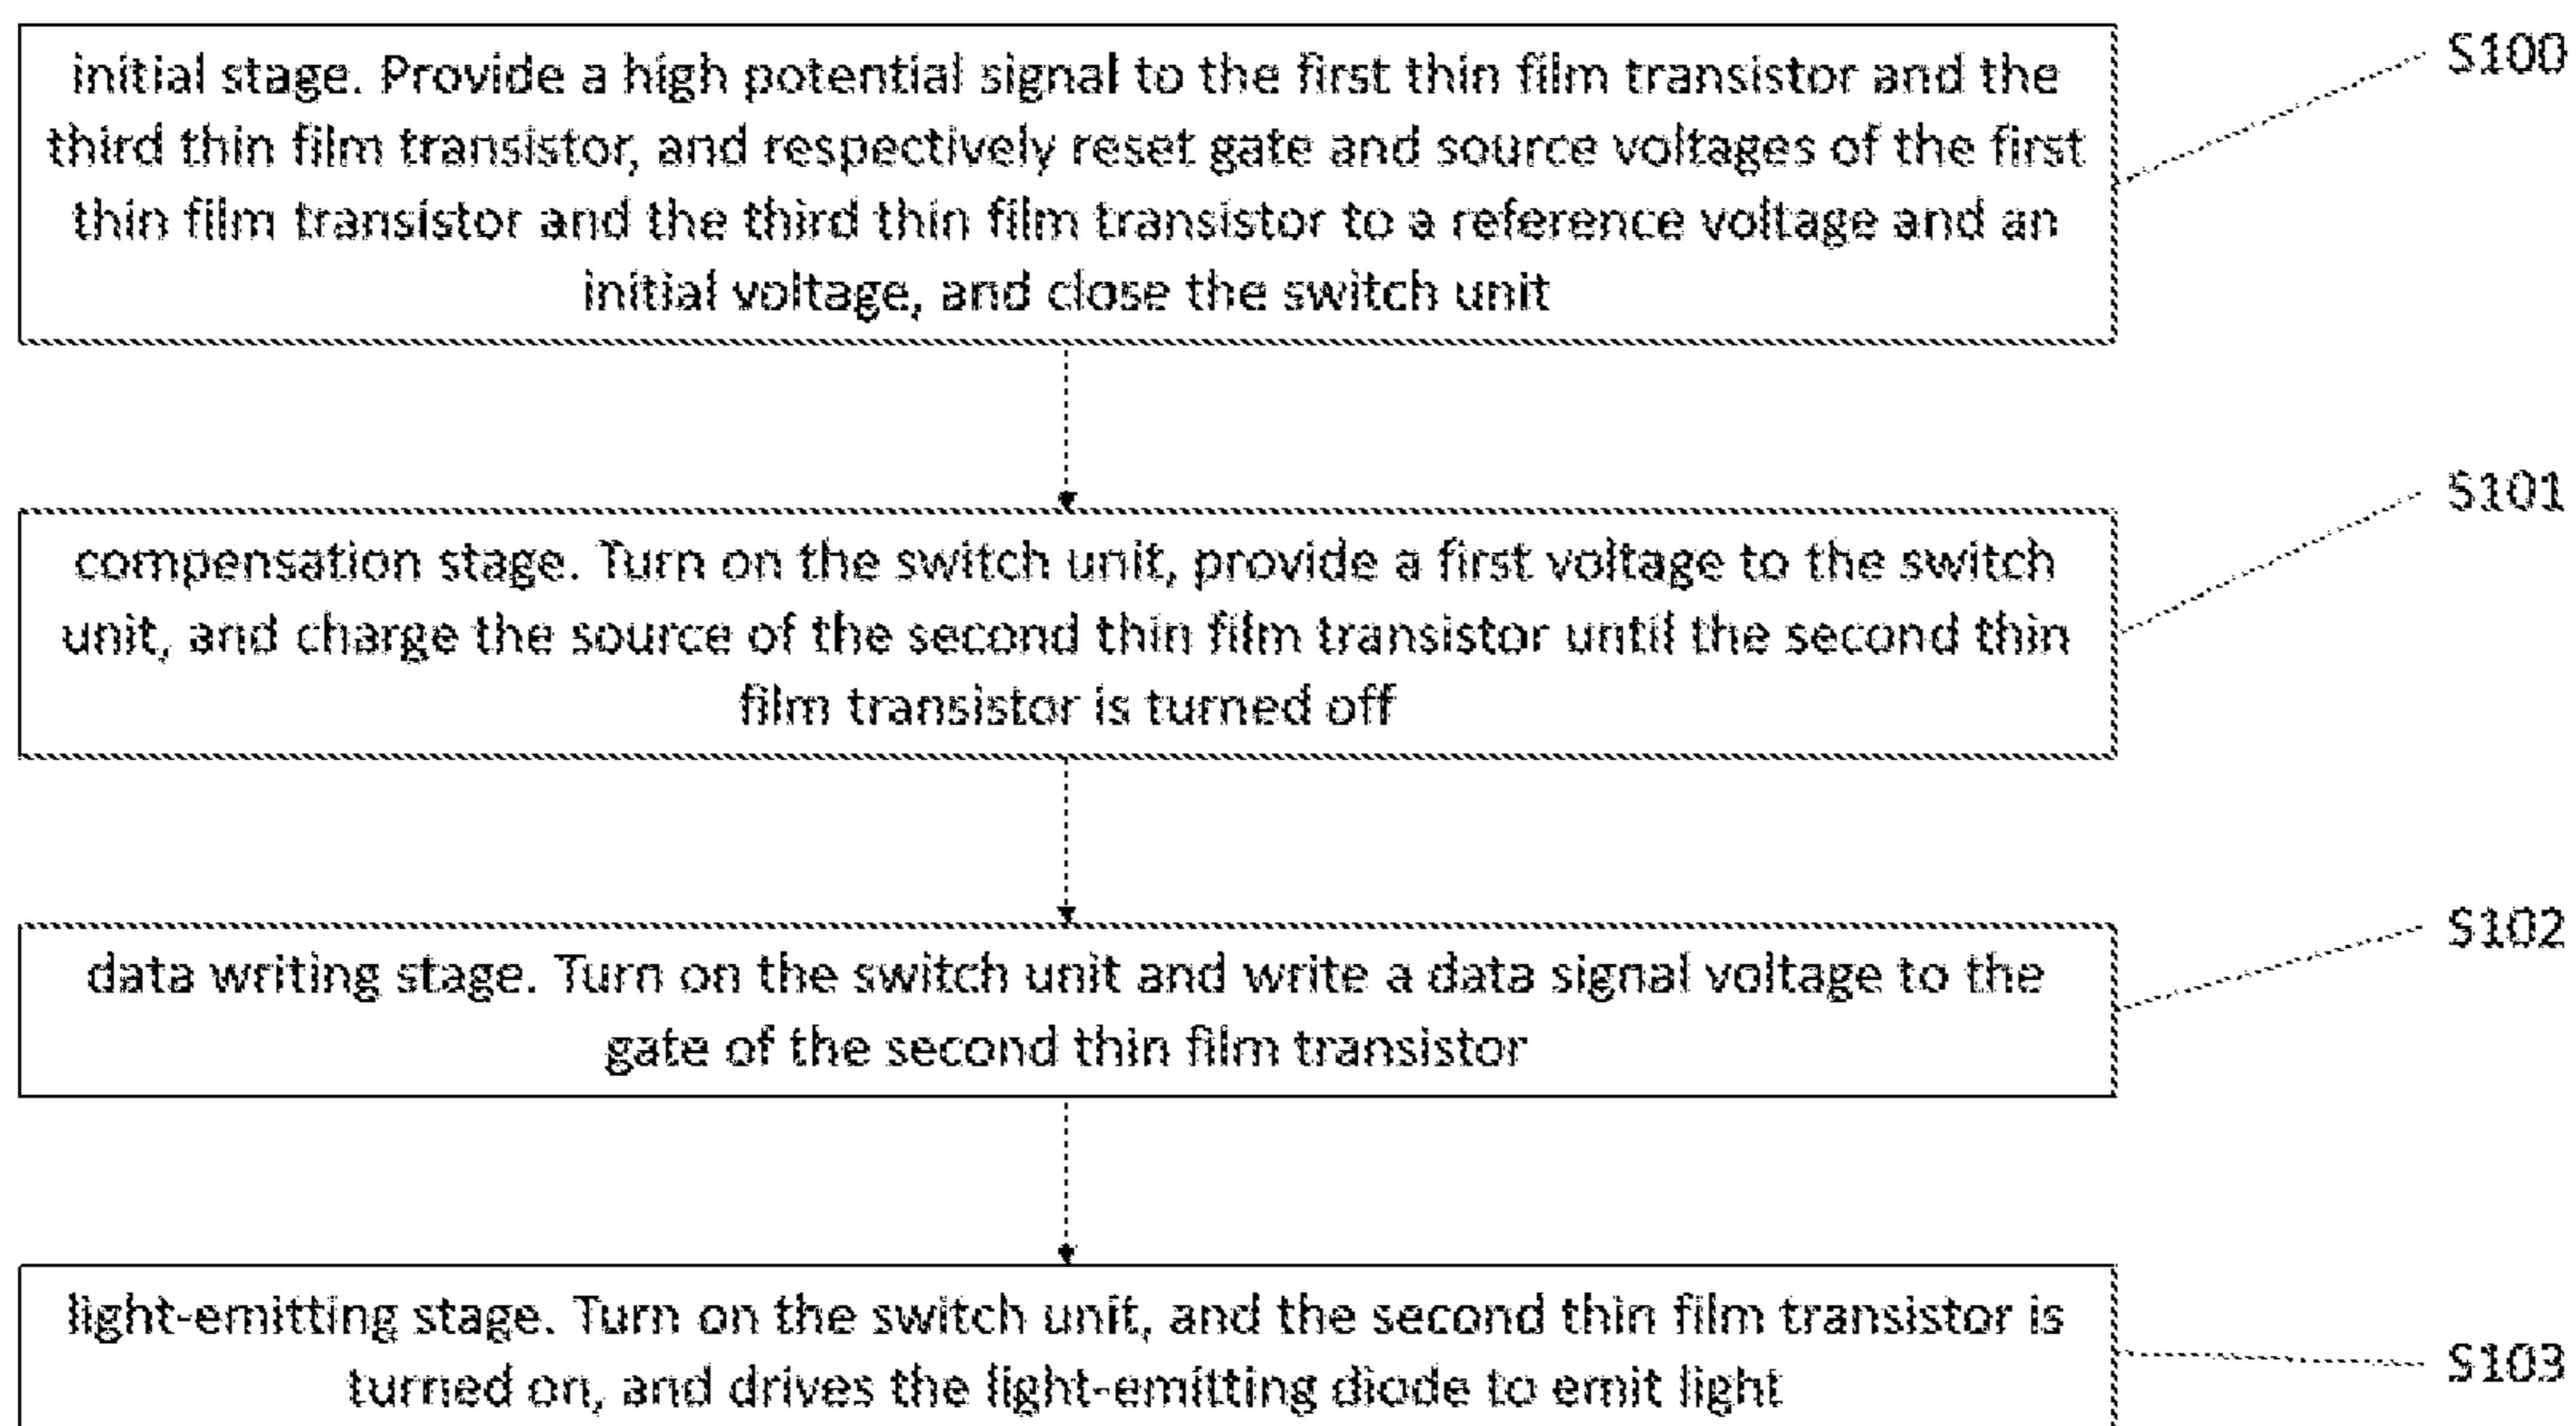 initial stage. Provide a high potential signal to the first thin film transistor and the
S100
third thin film transistor, and respectively reset gate and source voltages of the first
thin film transistor and the third thin film transistor to a reference voltage and an
initial voltage, and close the switch unit
S101
compensation stage. Turn on the switch unit, provide a first voltage to the switch
unit, and charge the source of the second thin film transistor until the second thin
film transistor is turned off
S102
data writing stage. Turn on the switch unit and write a data signal voltage to the
gate of the second thin film transistor
light-emitting stage. Turn on the switch unit, and the second thin film transistor is
S103
turned on, and drives the light-emitting diode to emit light